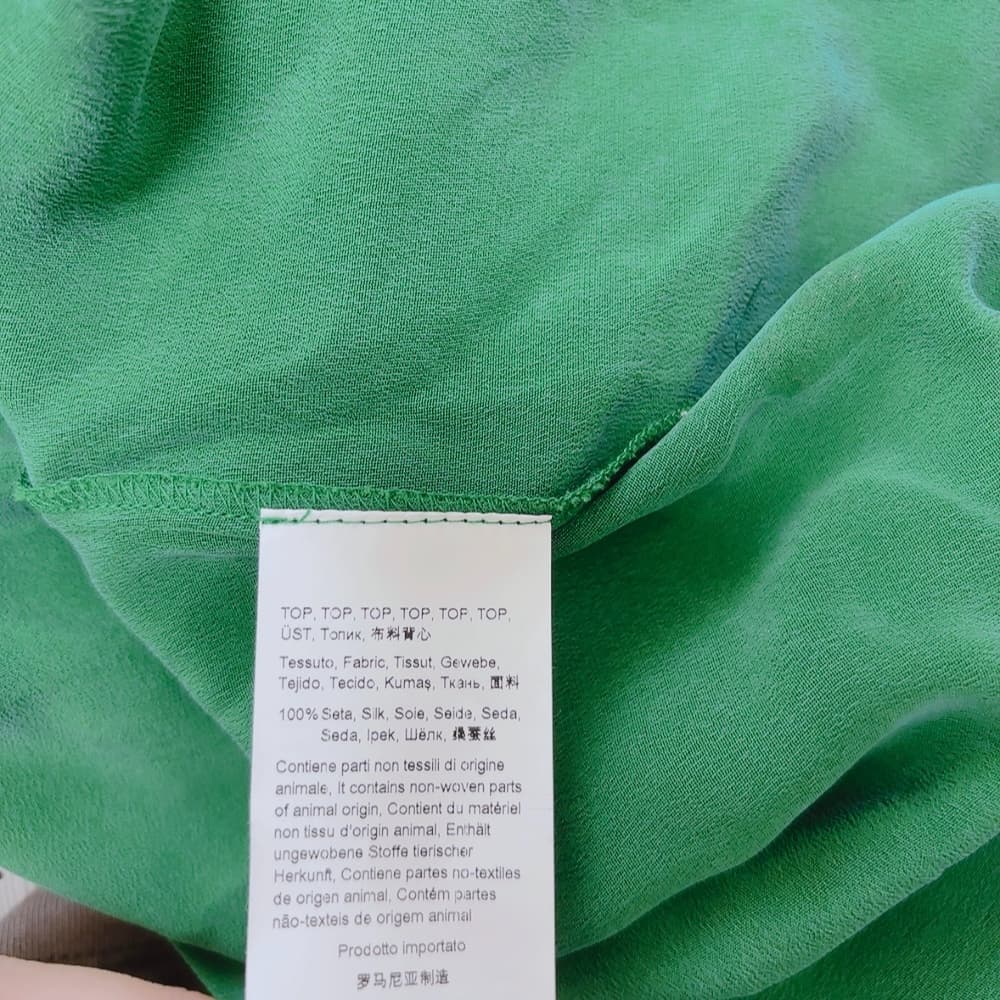 TOP, TOP, TOP, TOP, TOP, TOP,
ÜST, Топик, 布料背心
Tessuto, Fabric, Tissut, Gewebe,
Tejido, Tecido, Kumaş, Ткань, 面料
100% Seta, Silk, Soie, Seide, Seda,
Seda, Ipek, Шёлк, 桑蚕丝
Contiene parti non tessili di origine
animale, It contains non-woven parts
of animal origin, Contient du matériel
non tissu d'origin animal, Enthält
ungewobene Stoffe tierischer
Herkunft, Contiene partes no-textiles
de origen animal, Contém partes
não-texteis de origem animal
Prodotto importato
罗马尼亚制造